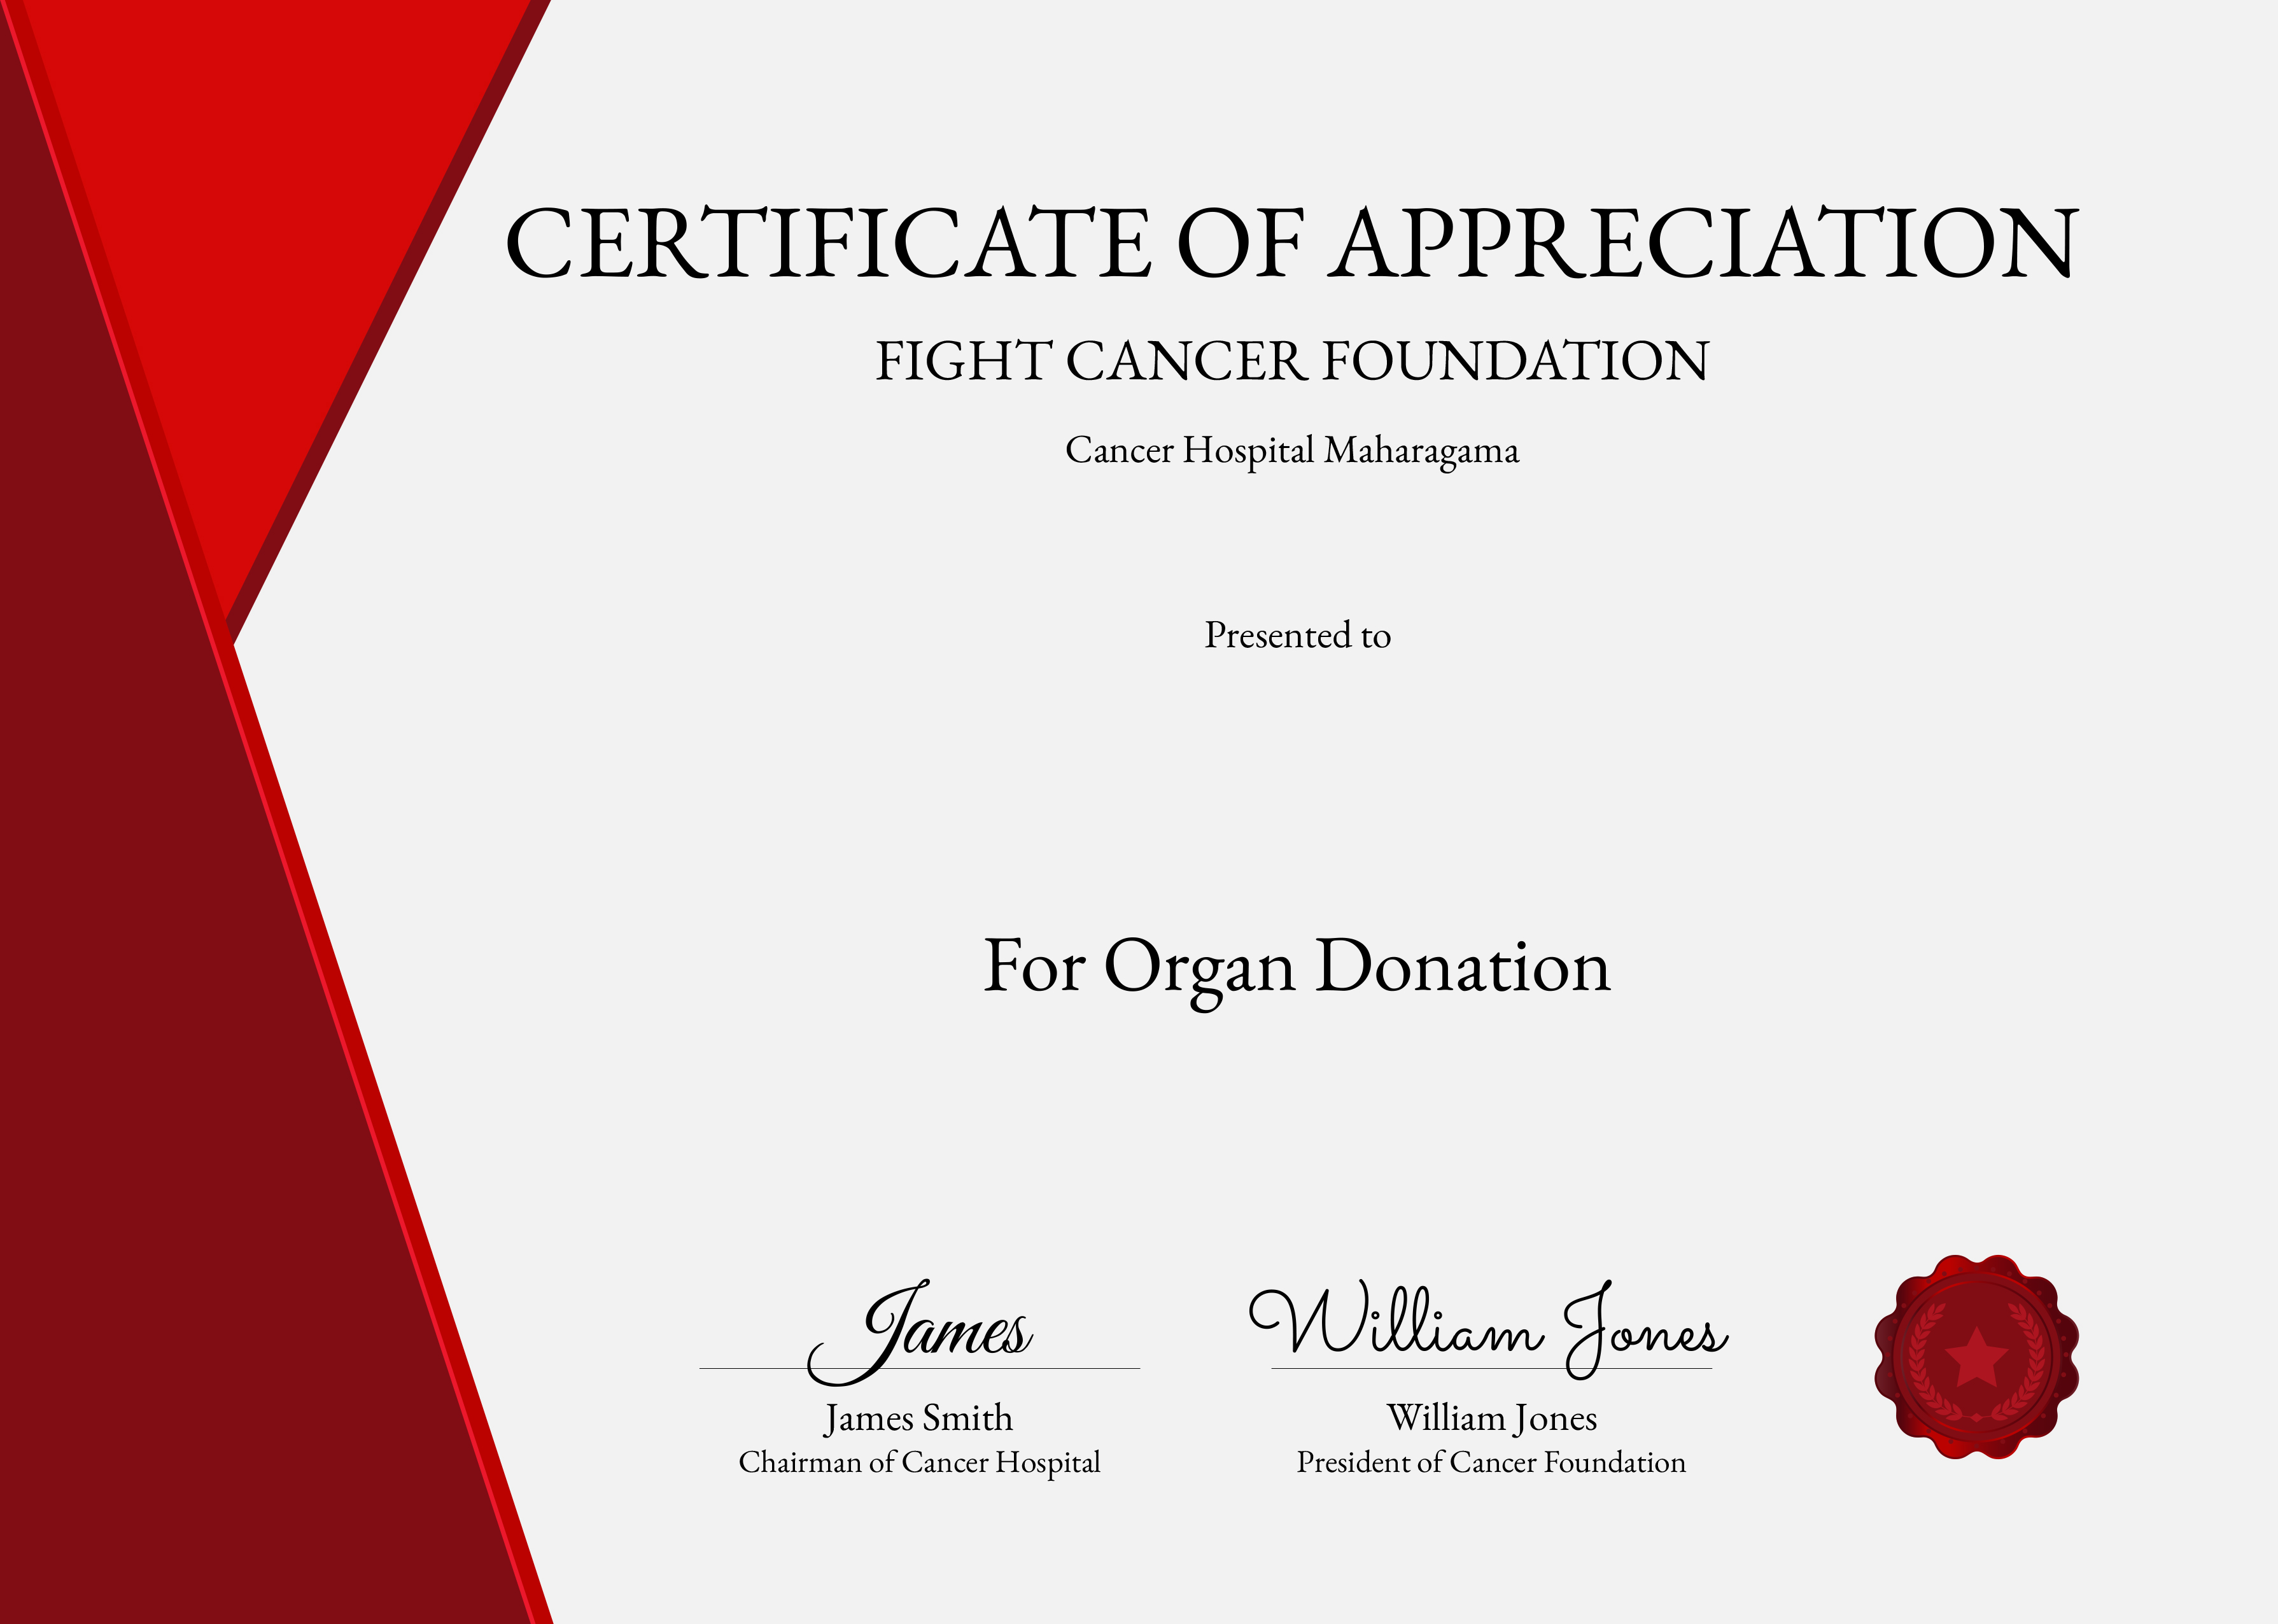 CERTIFICATE OF APPRECIATION
FIGHT CANCER FOUNDATION
Cancer Hospital Maharagama
Presented to
For Organ Donation
James
William Jones
James Smith
William Jones
Chairman of Cancer Hospital
President of Cancer Foundation